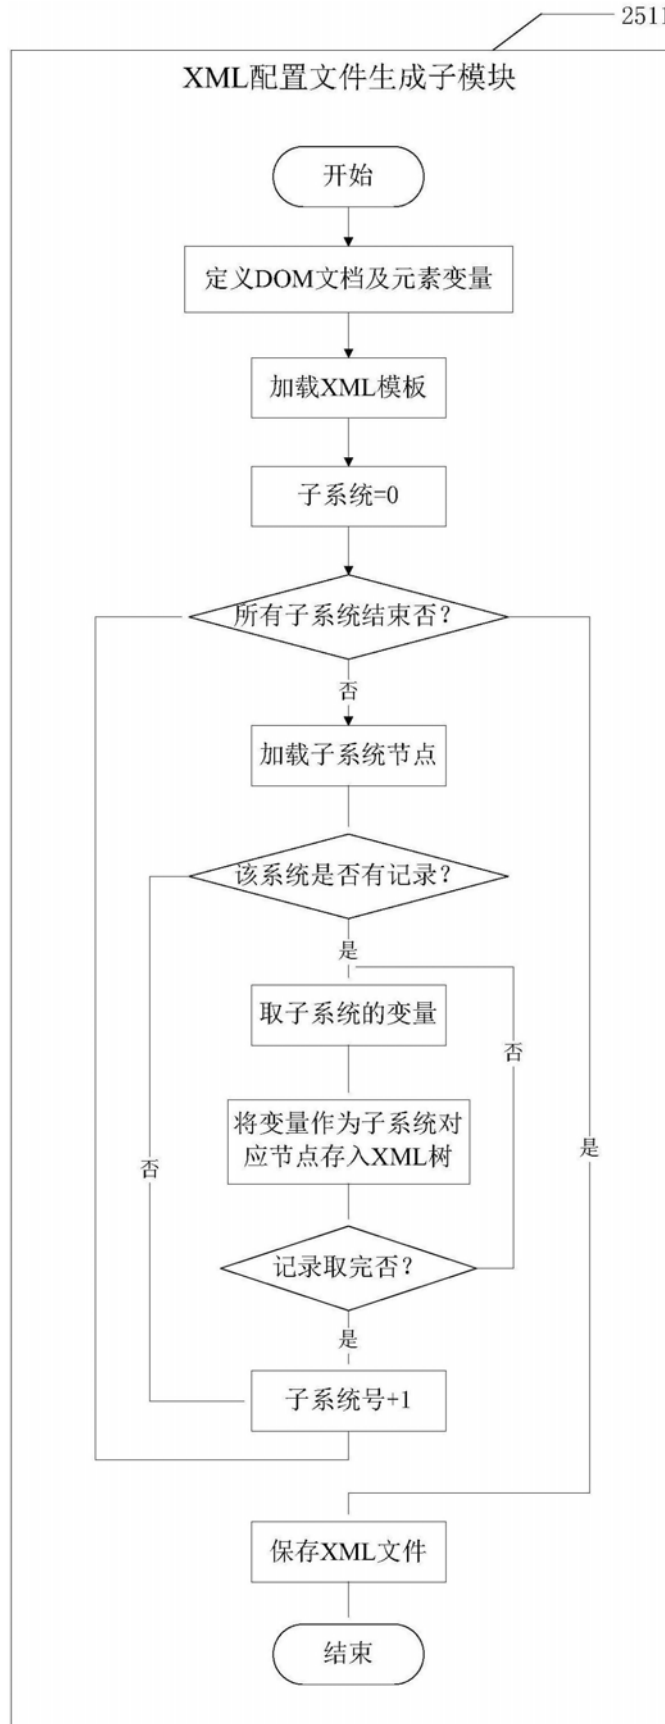 2511
XML配置文件生成子模块
开始
定义DOM文档及元素变量
加载XML模板
子系统=0
所有子系统结束否？
否
加载子系统节点
该系统是否有记录？
是
取子系统的变量
否
将变量作为子系统对
应节点存入XML树
是
否
记录取完否？
是
子系统号+1
保存XML文件
结束